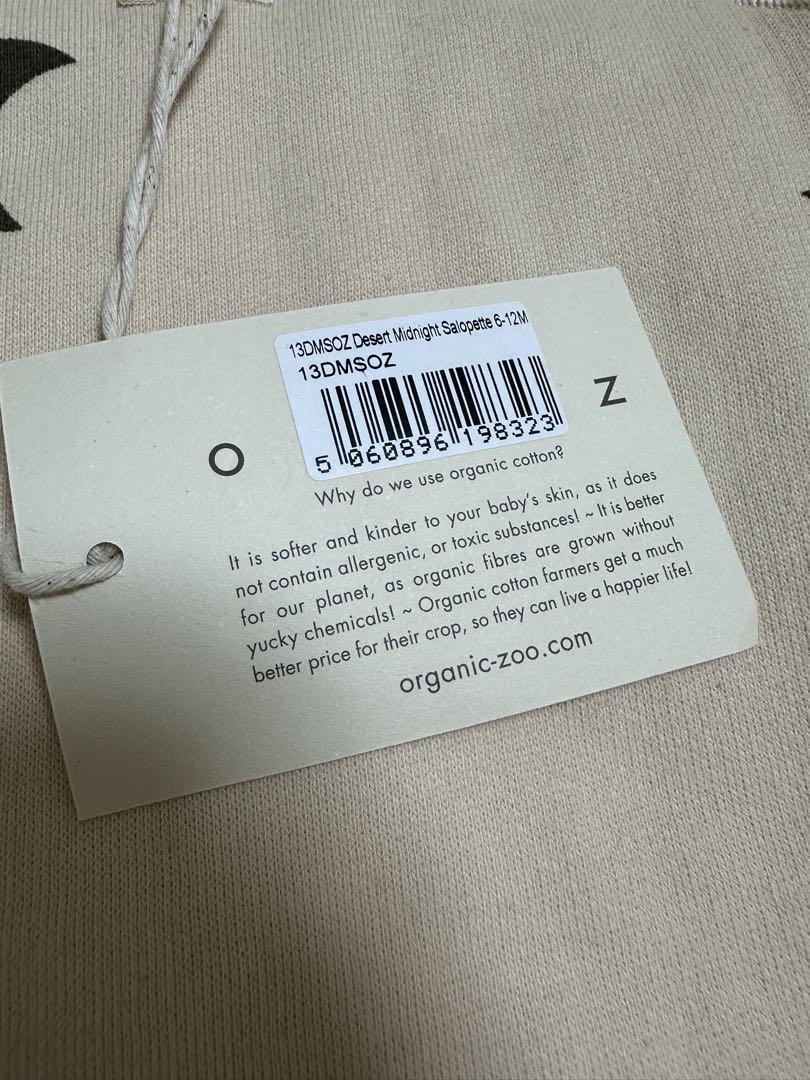 13DMSOZ Desert Midnight Salopette 6-12M
13DMSOZ
O Z
5 060896 198323
Why do we use organic cotton?
It is softer and kinder to your baby's skin, as it does
not contain allergenic, or toxic substances! ~ It is better
for our planet, as organic fibres are grown without
yucky chemicals! ~ Organic cotton farmers get a much
better price for their crop, so they can live a happier life!
organic-zoo.com